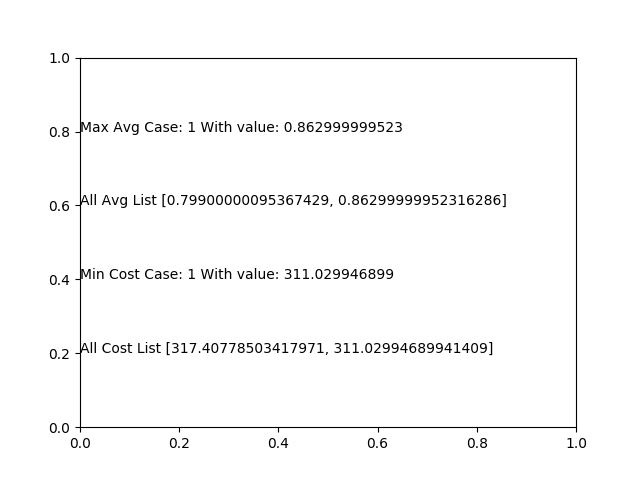 1.0
Max Avg Case: 1 With value: 0.862999999523
0.8
All Avg List [0.79900000095367429, 0.86299999952316286]
0.6
Min Cost Case: 1 With value: 311.029946899
0.4
All Cost List [317.40778503417971, 311.02994689941409]
0.2
0.0
0.0 0.2 0.4 0.6 0.8 1.0